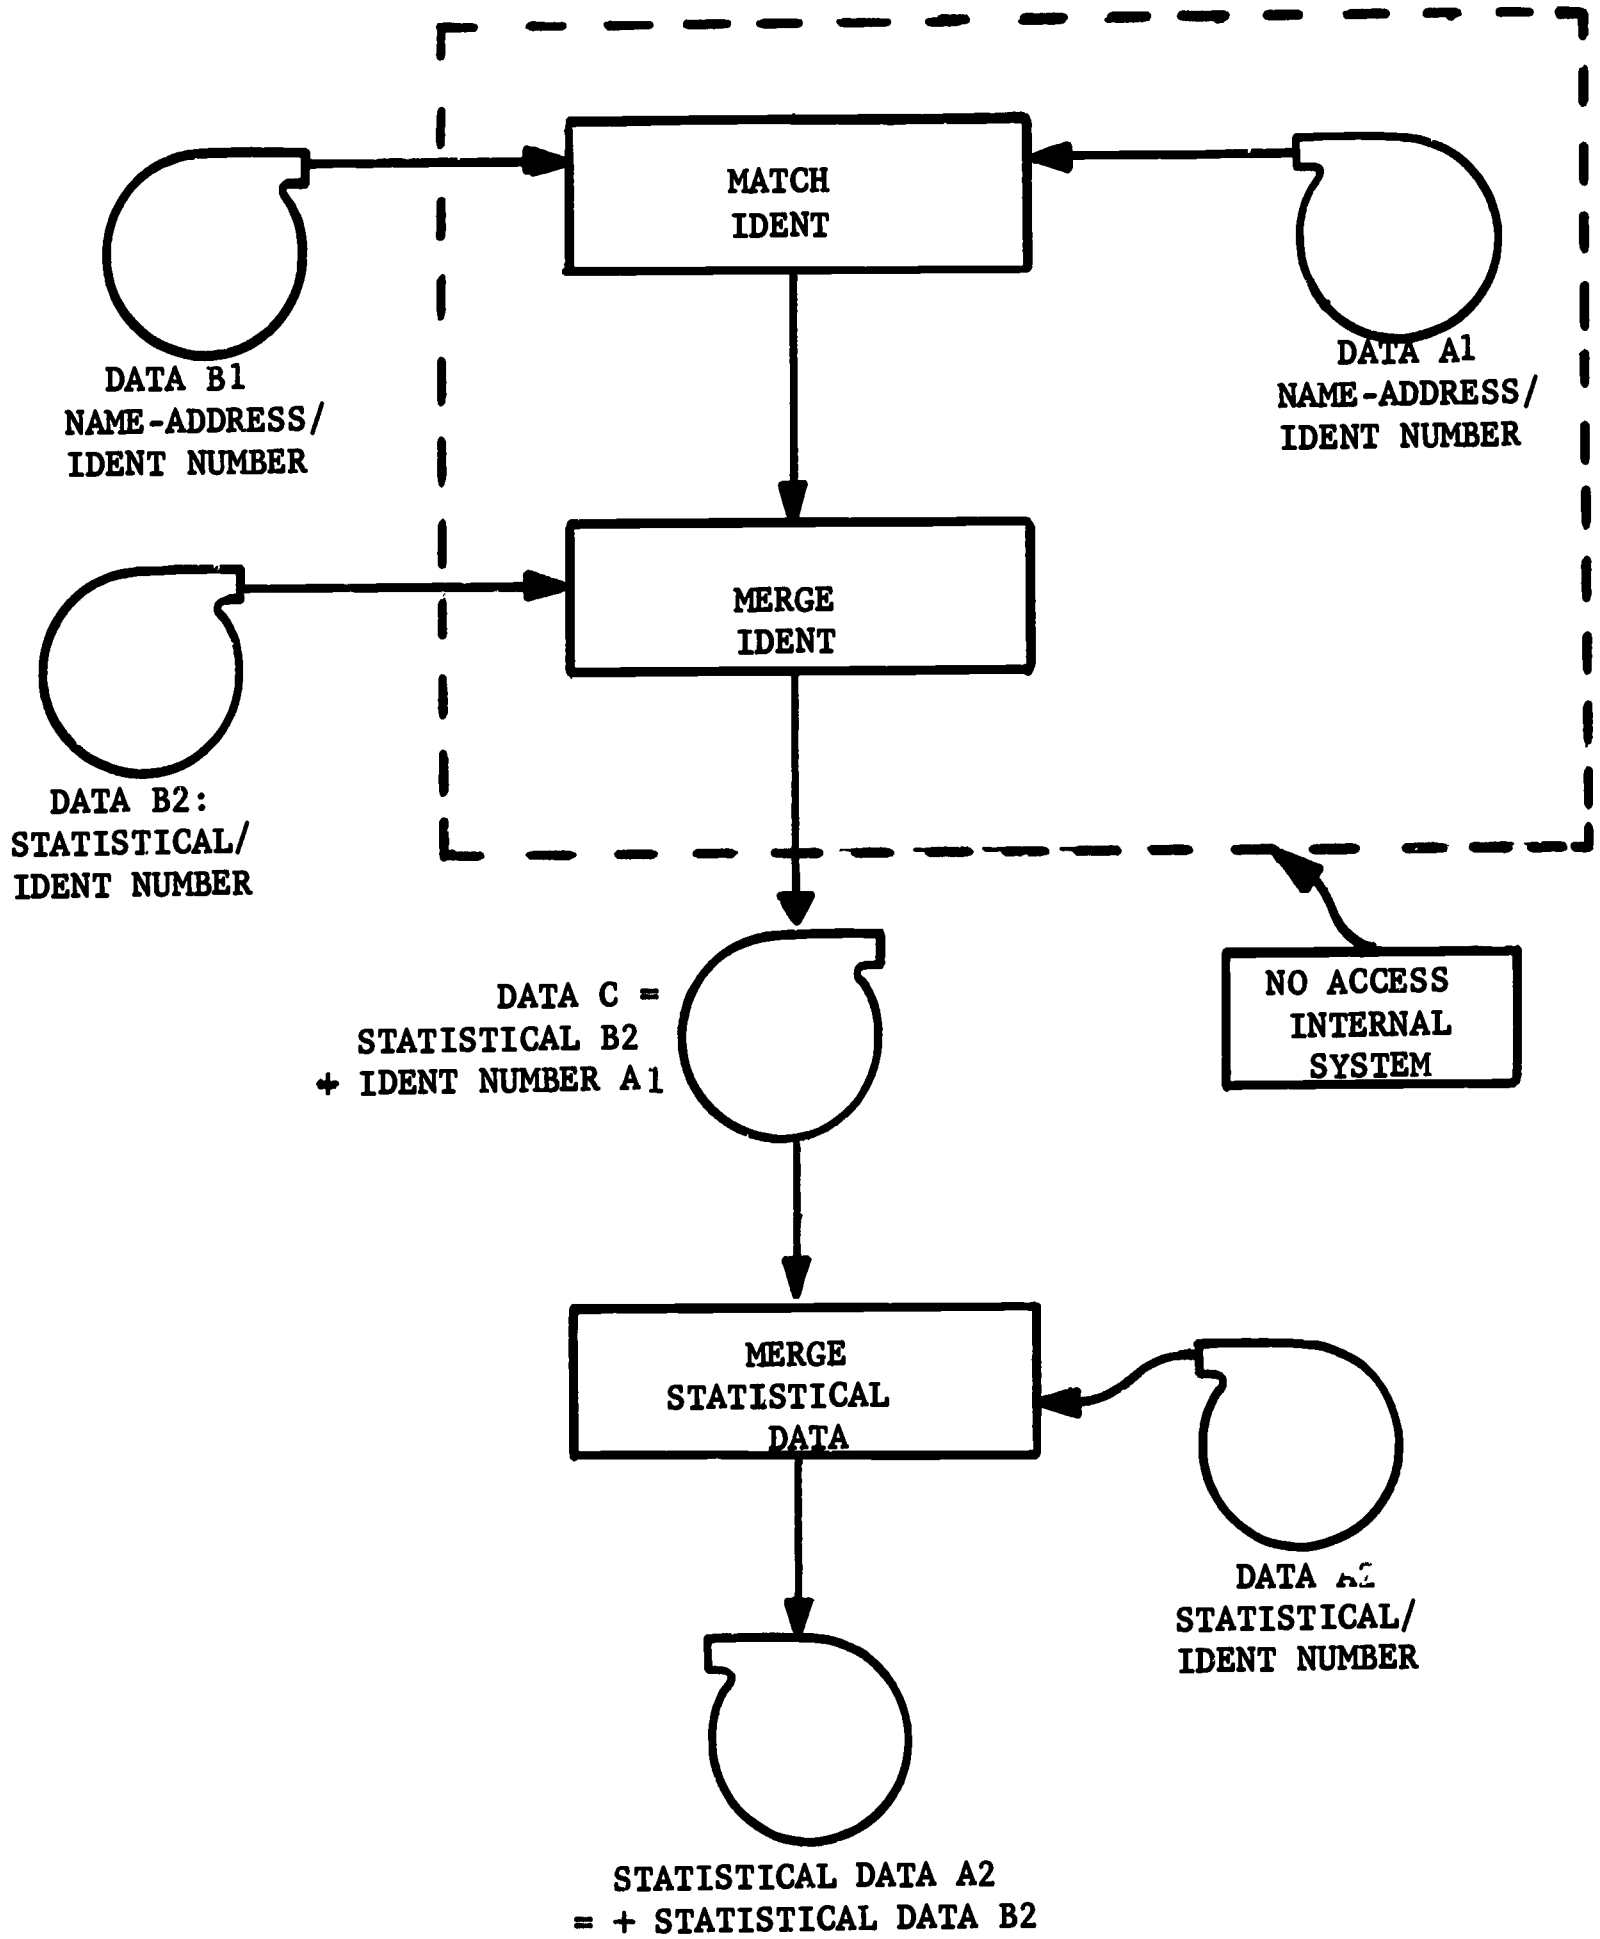 MATCH
IDENT
DATA B1
NAME-ADDRESS/
IDENT NUMBER
DATA A1
NAME-ADDRESS/
IDENT NUMBER
MERGE
IDENT
DATA B2:
STATISTICAL/
IDENT NUMBER
NO ACCESS
INTERNAL
SYSTEM
DATA C =
STATISTICAL B2
+ IDENT NUMBER A1
MERGE
STATISTICAL
DATA
DATA A2
STATISTICAL/
IDENT NUMBER
STATISTICAL DATA A2
= + STATISTICAL DATA B2